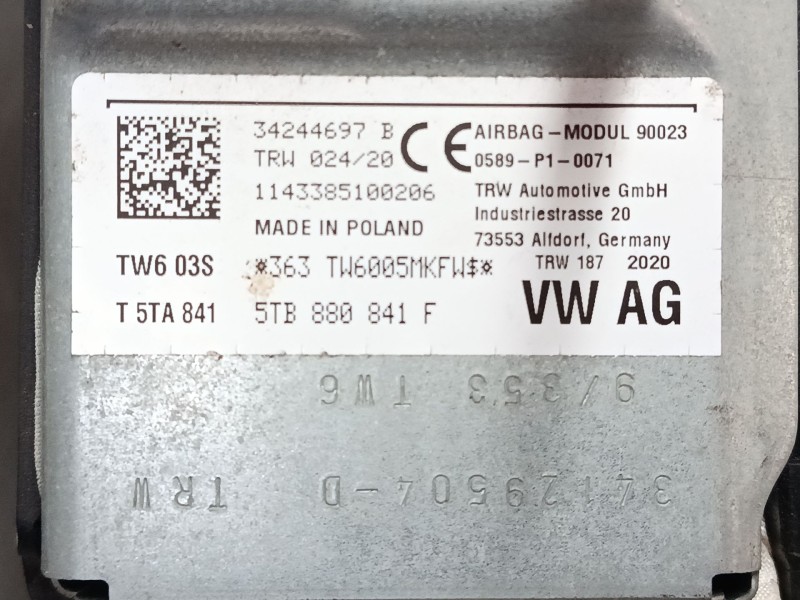 34244697 B
TRW 024/20
1143385100206
MADE IN POLAND
CE
AIRBAG-MODUL 90023
0589-P1-0071
TRW Automotive GmbH
Industriestrasse 20
73553 Alfdorf, Germany
TRW 187 2020
TW6 03S
*363 TW6005MKFW$*
T 5TA 841
5TB 880 841 F
VW AG
9/353 TW6
34129504-D TRW